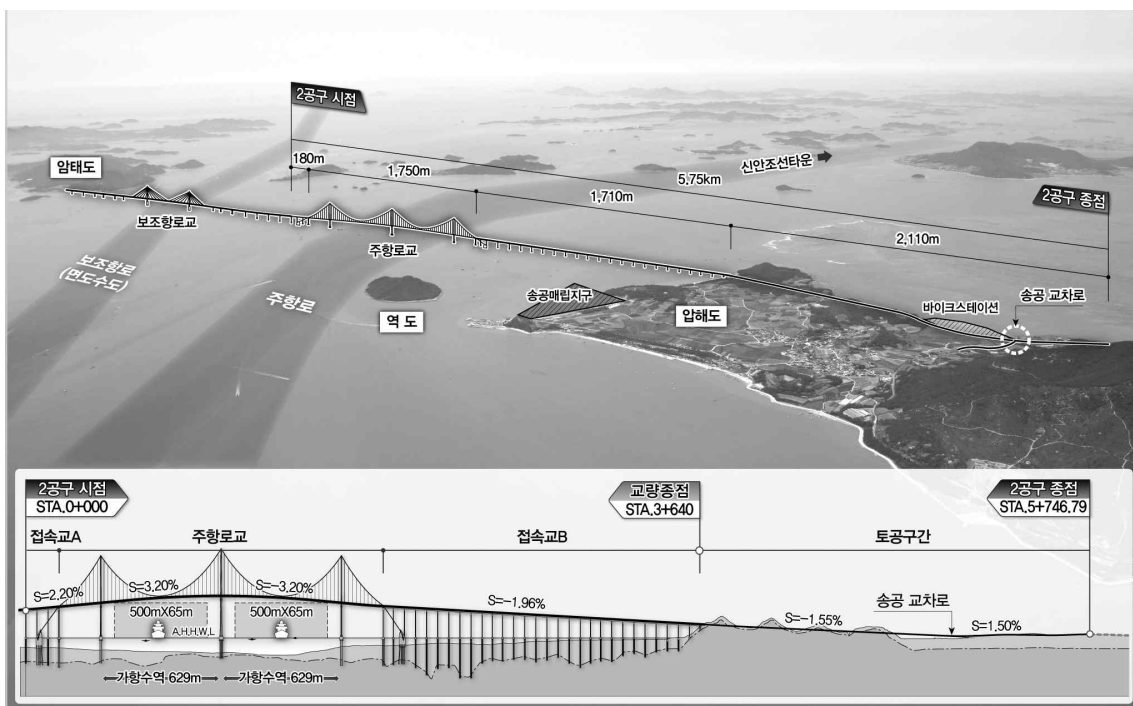 2공구 시점
180m
1,750m
5.75km
신안조선타운
암태도
1,710m
2공구 종점
보조항로교
2,110m
주항로교
보조항로
(면도수도)
주항로
역 도
송공매립지구
압해도
바이크스테이션
송공 교차로
2공구 시점
STA.0+000
교량종점
STA.3+640
2공구 종점
STA.5+746.79
접속교A
주항로교
접속교B
토공구간
S=2.20%
S=3.20%
S=-3.20%
S=-1.96%
S=-1.55%
송공 교차로
S=1.50%
500mX65m
500mX65m
A.H.H.W.L
가항수역 629m
가항수역 629m